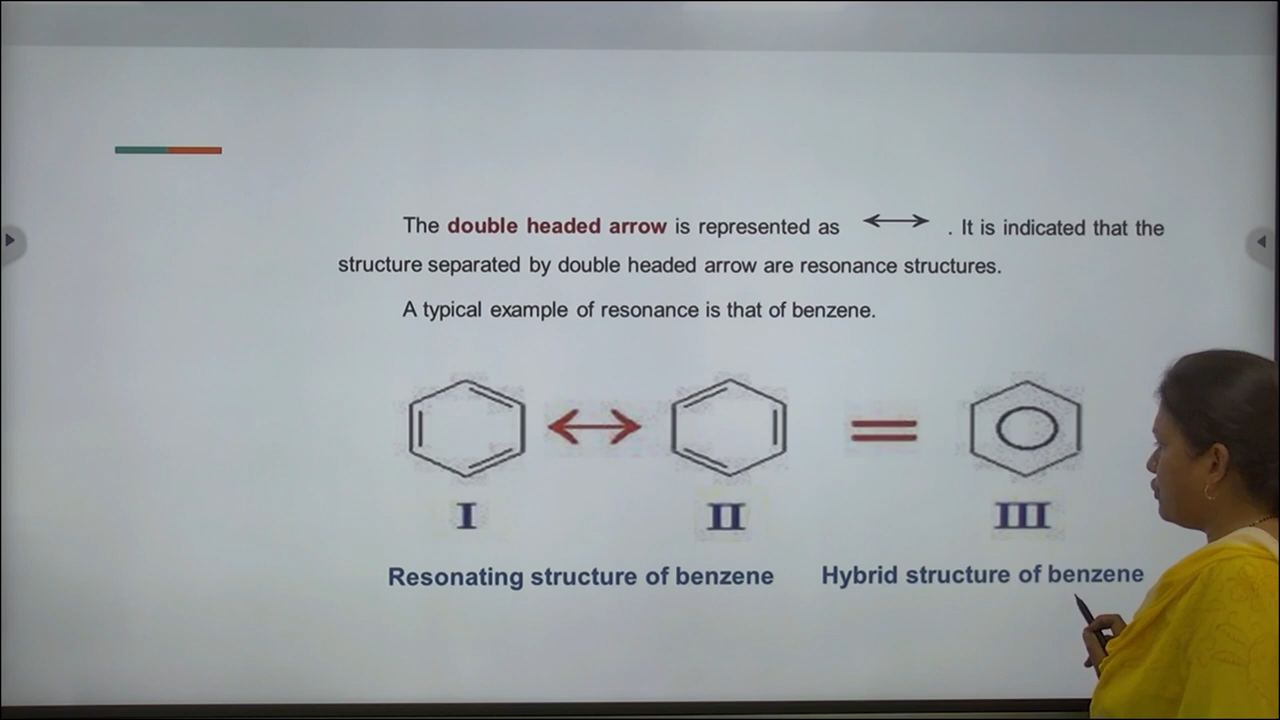 The double headed arrow is represented as ⟷ . It is indicated that the
structure separated by double headed arrow are resonance structures.
A typical example of resonance is that of benzene.
I II III
Resonating structure of benzene Hybrid structure of benzene